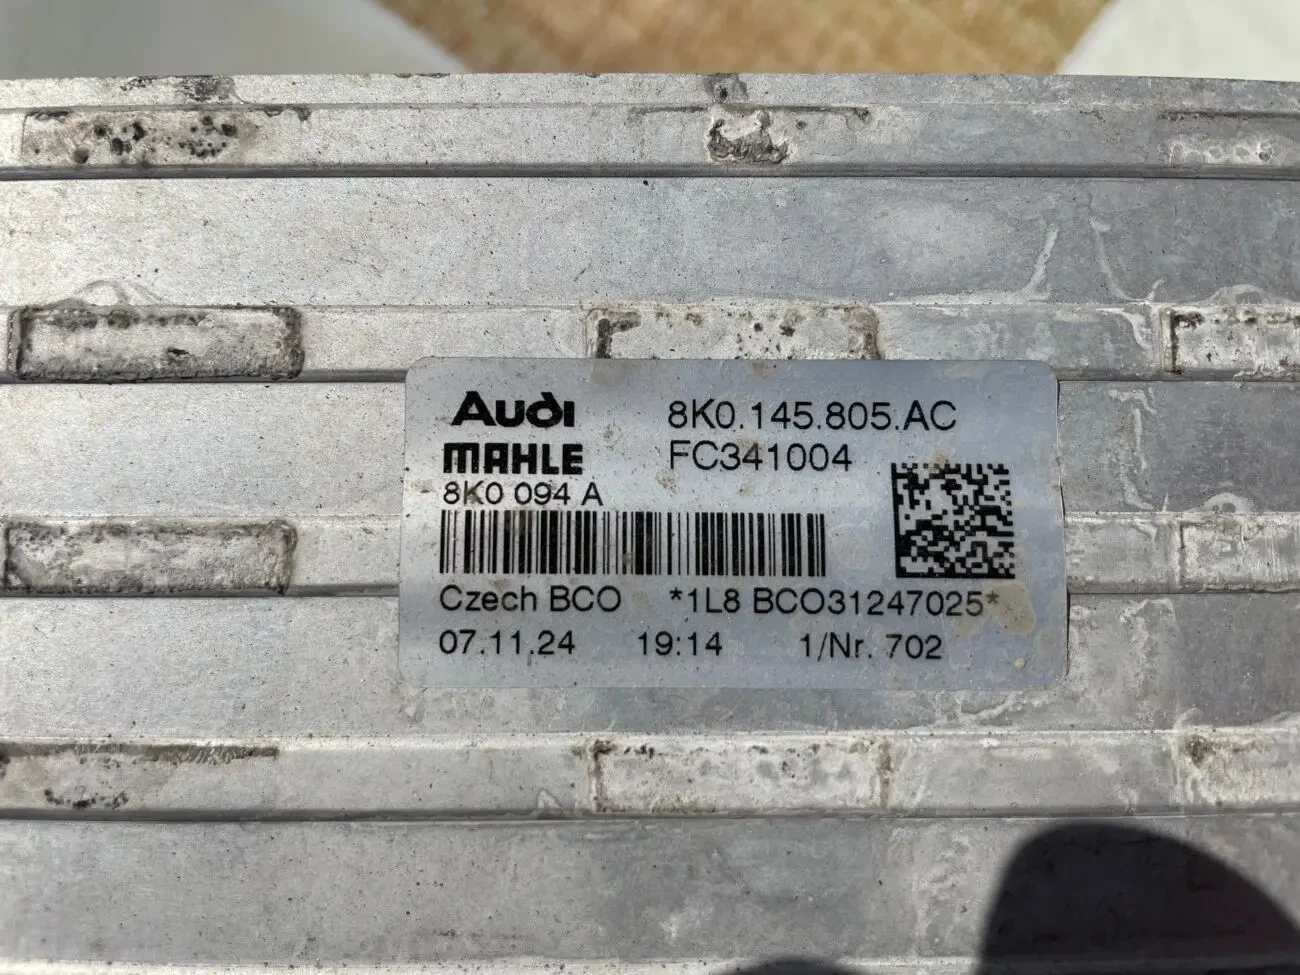 Audi 8K0.145.805.AC
MAHLE FC341004
8K0 094 A
Czech BCO *1L8 BCO31247025*
07.11.24 19:14 1/Nr. 702